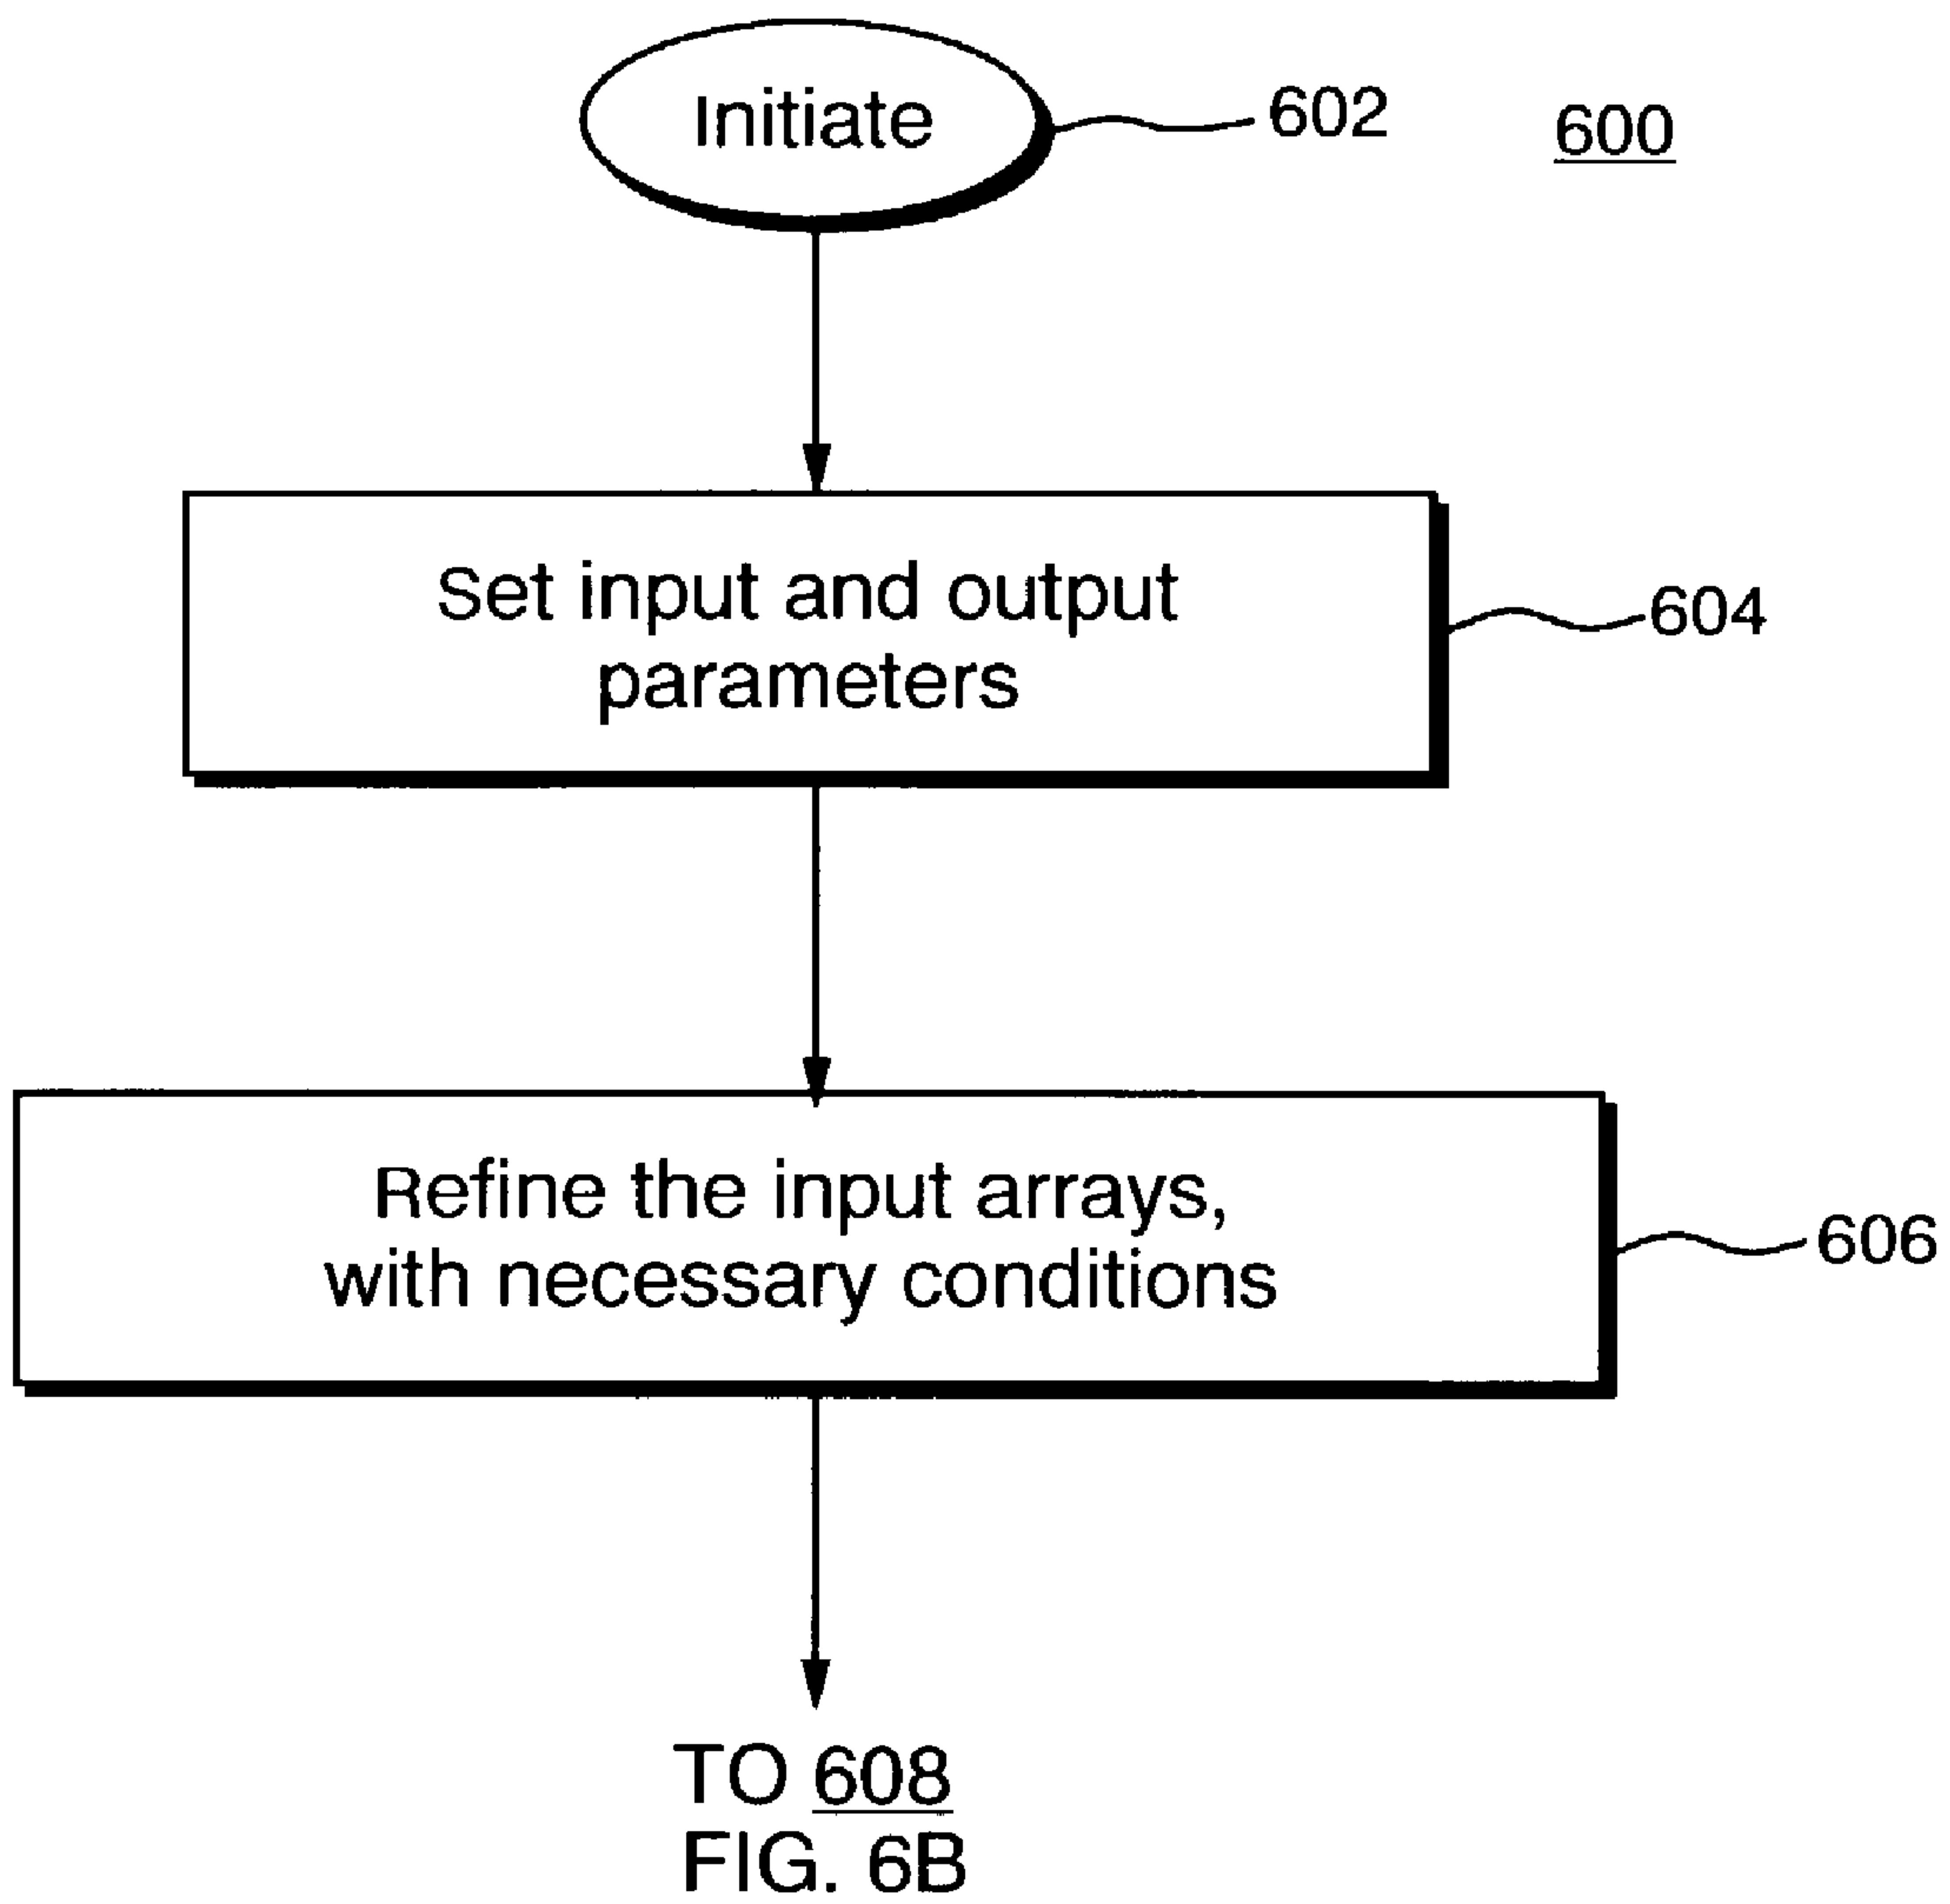 Initiate
602
600
Set input and output
parameters
604
Refine the input arrays,
with necessary conditions
606
TO 608
FIG. 6B